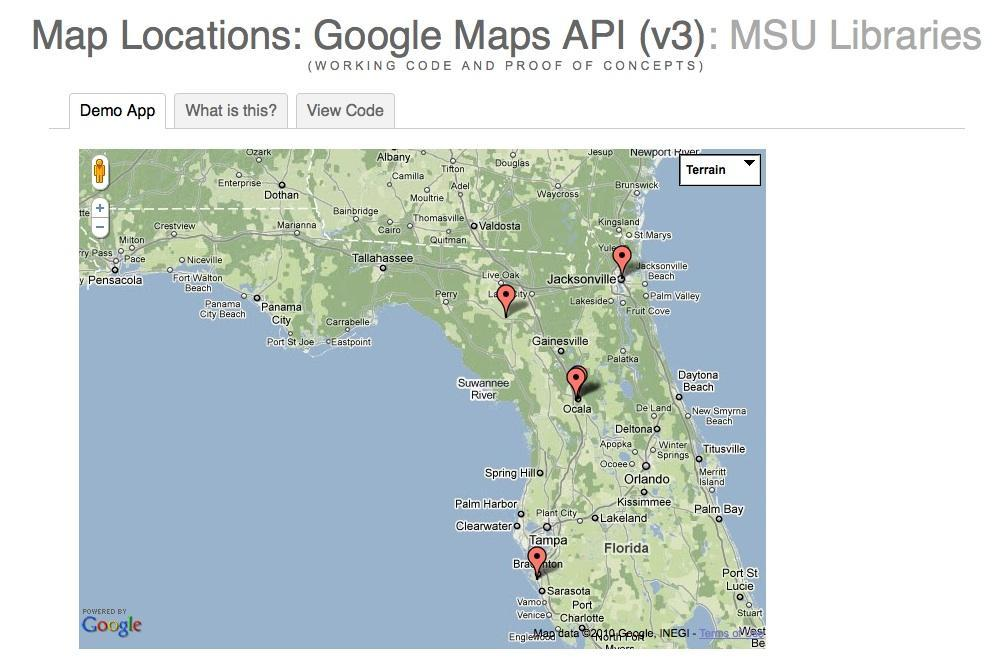 Map Locations: Google Maps API (v3): MSU Libraries
(WORKING CODE AND PROOF OF CONCEPTS)
Demo App
What is this?
View Code
Terrain
Ozark
Albany
Tifton
Douglas
Jesup
Newport River
Enterprise
Dothan
Camilla
Moultrie
Adel
Waycross
Brunswick
Bainbridge
Cairo
Thomasville
Quitman
Valdosta
Kingsland
St Marys
Crestview
Marianna
Milton
Pace
Niceville
Pensacola
Fort Walton
Beach
Tallahassee
Live Oak
Jacksonville
Jacksonville
Beach
Panama
City Beach
Panama
City
Perry
Lakeside
Palm Valley
Fruit Cove
Port St Joe
Carrabelle
Eastpoint
Gainesville
Palatka
Suwannee
River
Ocala
Daytona
Beach
De Land
New Smyrna
Beach
Deltona
Apopka
Winter
Springs
Titusville
Ocoee
Merritt
Island
Spring Hill
Orlando
Kissimmee
Palm Harbor
Plant City
Lakeland
Palm Bay
Clearwater
Tampa
Florida
Sarasota
Port St
Lucie
Vamo
Venice
Port
Charlotte
Stuart
Englewood
North Fort
Myers
West
POWERED BY
Google
Map data ©2010 Google, INEGI - Terms of Use